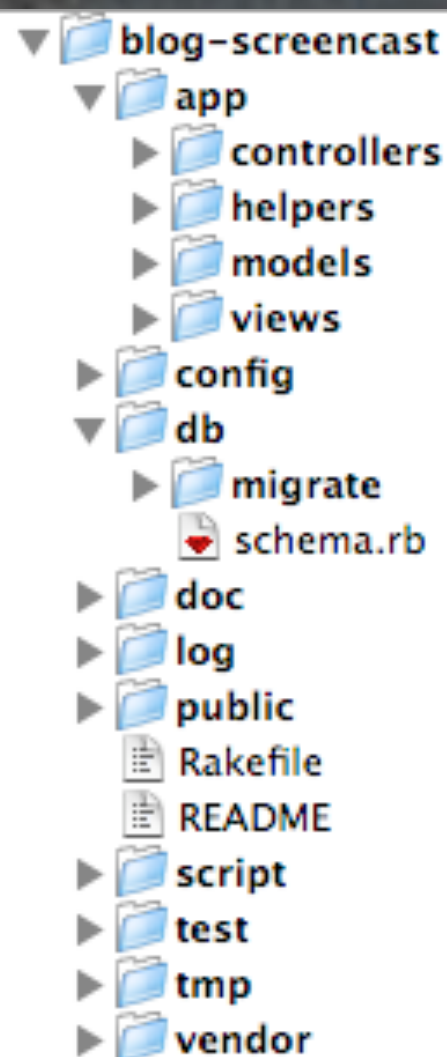 blog-screencast
app
controllers
helpers
models
views
config
db
migrate
schema.rb
doc
log
public
Rakefile
README
script
test
tmp
vendor